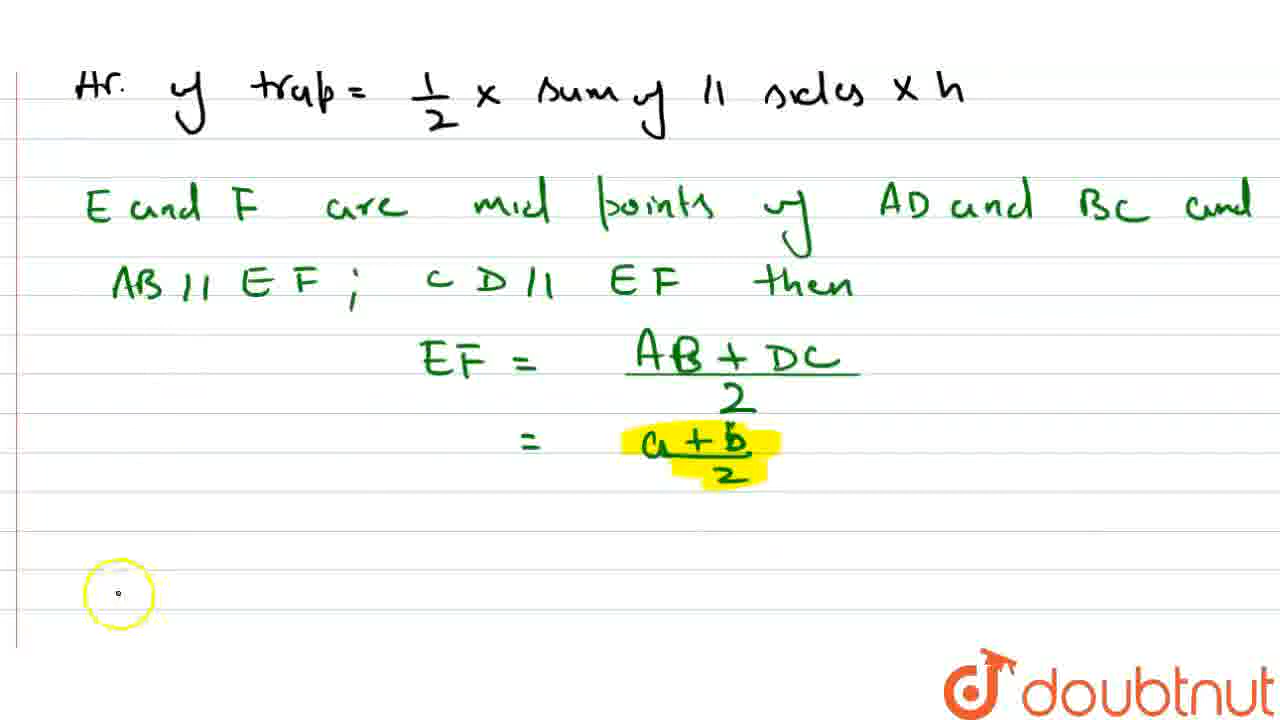 Ar. of trap = 1/2 x sum of || sides x h
E and F are mid points of AD and BC and
AB || EF ; CD || EF then
EF = AB + DC / 2
= a + b / 2
doubtnut